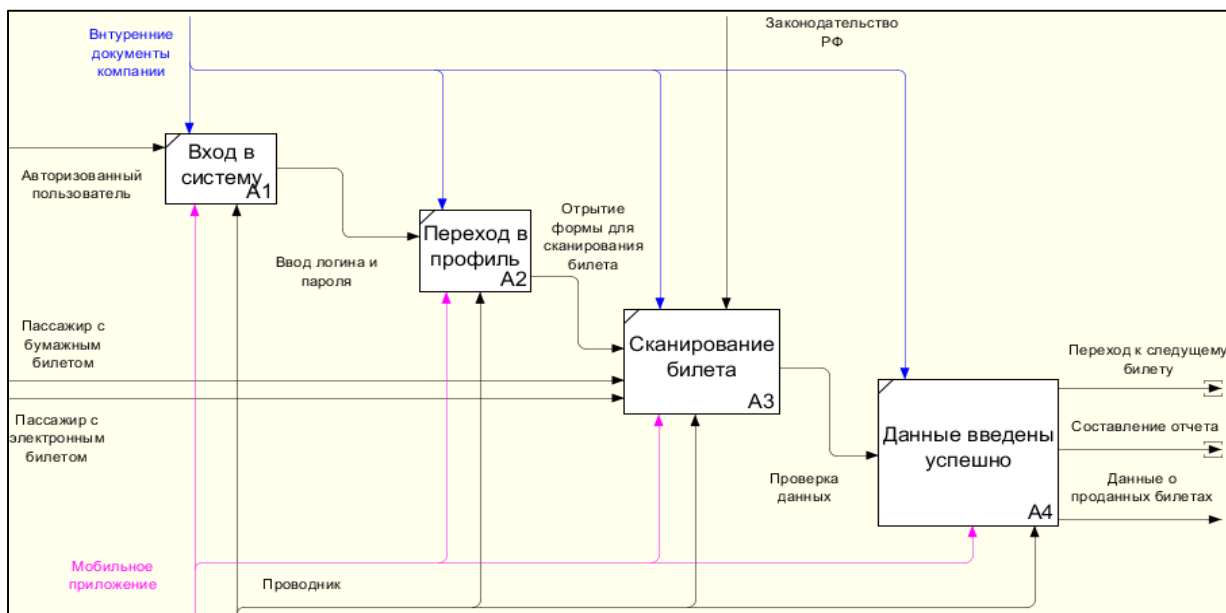 Внтуренние
документы
компании
Законодательство
РФ
Вход в
систему
A1
Авторизованный
пользователь
Ввод логина и
пароля
Переход в
профиль
A2
Отрытие
формы для
сканирования
билета
Пассажир с
бумажным
билетом
Пассажир с
электронным
билетом
Сканирование
билета
A3
Проверка
данных
Данные введены
успешно
A4
Переход к следущему
билету
Составление отчета
Данные о
проданных билетах
Мобильное
приложение
Проводник